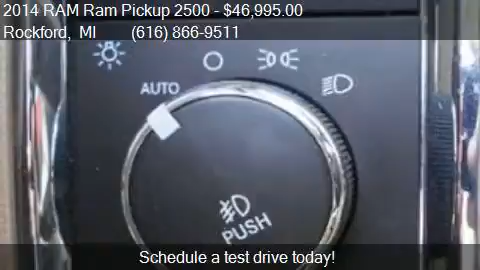 2014 RAM Ram Pickup 2500 - $46,995.00
Rockford, MI (616) 866-9511
AUTO
PUSH
Schedule a test drive today!